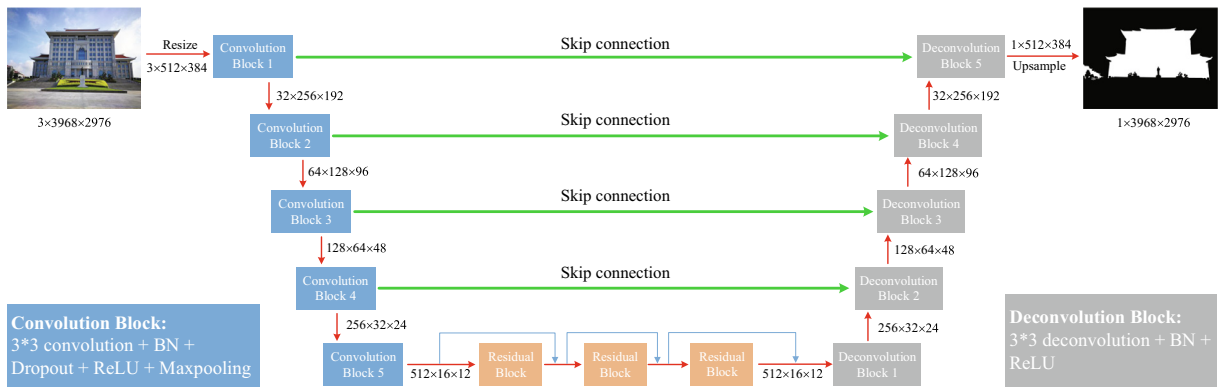 Resize
3×512×384
3×3968×2976
Convolution
Block 1
Skip connection
Deconvolution
Block 5
1×512×384
Upsample
1×3968×2976
32×256×192
32×256×192
Convolution
Block 2
Skip connection
Deconvolution
Block 4
64×128×96
64×128×96
Convolution
Block 3
Skip connection
Deconvolution
Block 3
128×64×48
128×64×48
Convolution
Block 4
Skip connection
Deconvolution
Block 2
256×32×24
256×32×24
Convolution
Block 5
512×16×12
Residual
Block
Residual
Block
Residual
Block
512×16×12
Deconvolution
Block 1
Convolution Block:
3*3 convolution + BN +
Dropout + ReLU + Maxpooling
Deconvolution Block:
3*3 deconvolution + BN +
ReLU